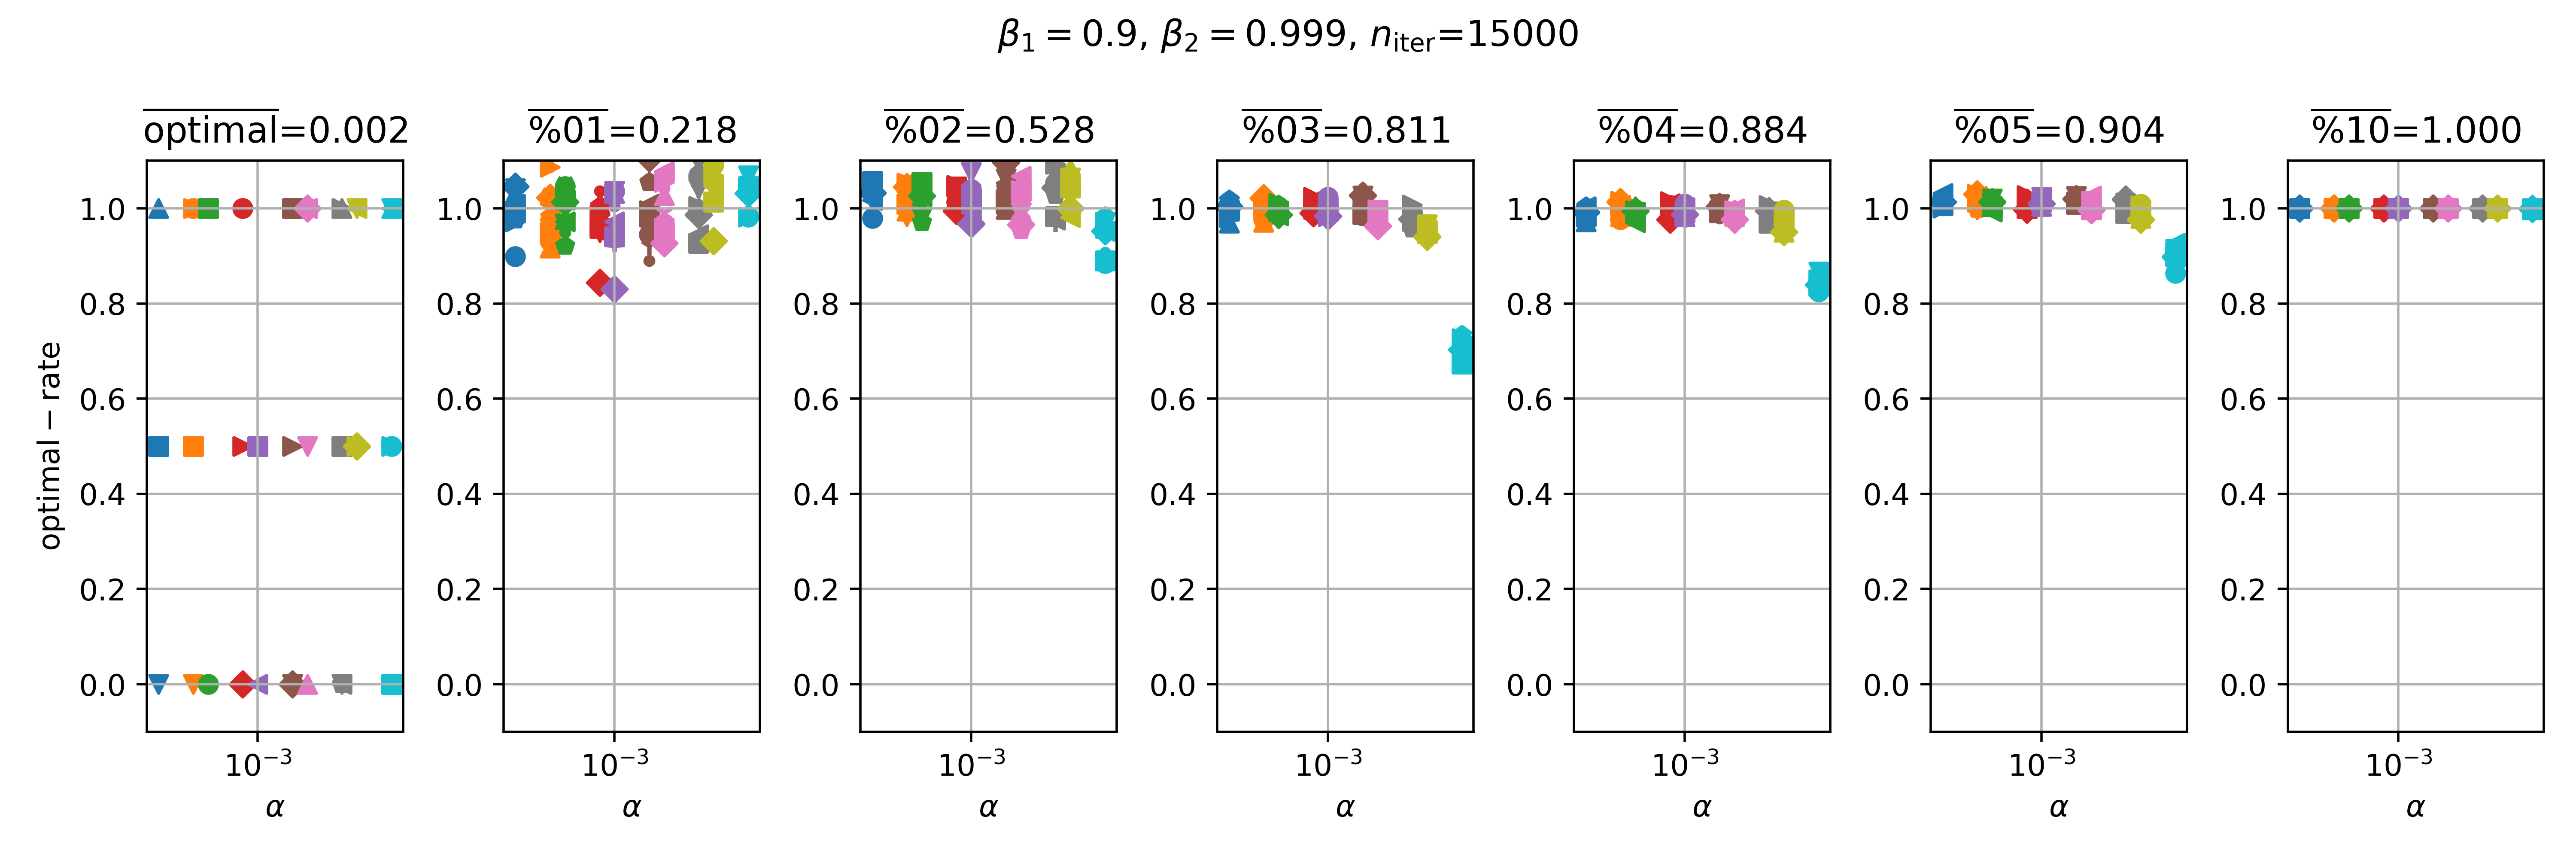 β₁ = 0.9, β₂ = 0.999, n_iter=15000
optimal=0.002 %01=0.218 %02=0.528 %03=0.811 %04=0.884 %05=0.904 %10=1.000
optimal − rate
1.0 1.0 1.0 1.0 1.0 1.0 1.0
0.8 0.8 0.8 0.8 0.8 0.8 0.8
0.6 0.6 0.6 0.6 0.6 0.6 0.6
0.4 0.4 0.4 0.4 0.4 0.4 0.4
0.2 0.2 0.2 0.2 0.2 0.2 0.2
0.0 0.0 0.0 0.0 0.0 0.0 0.0
10⁻³ 10⁻³ 10⁻³ 10⁻³ 10⁻³ 10⁻³ 10⁻³
α α α α α α α